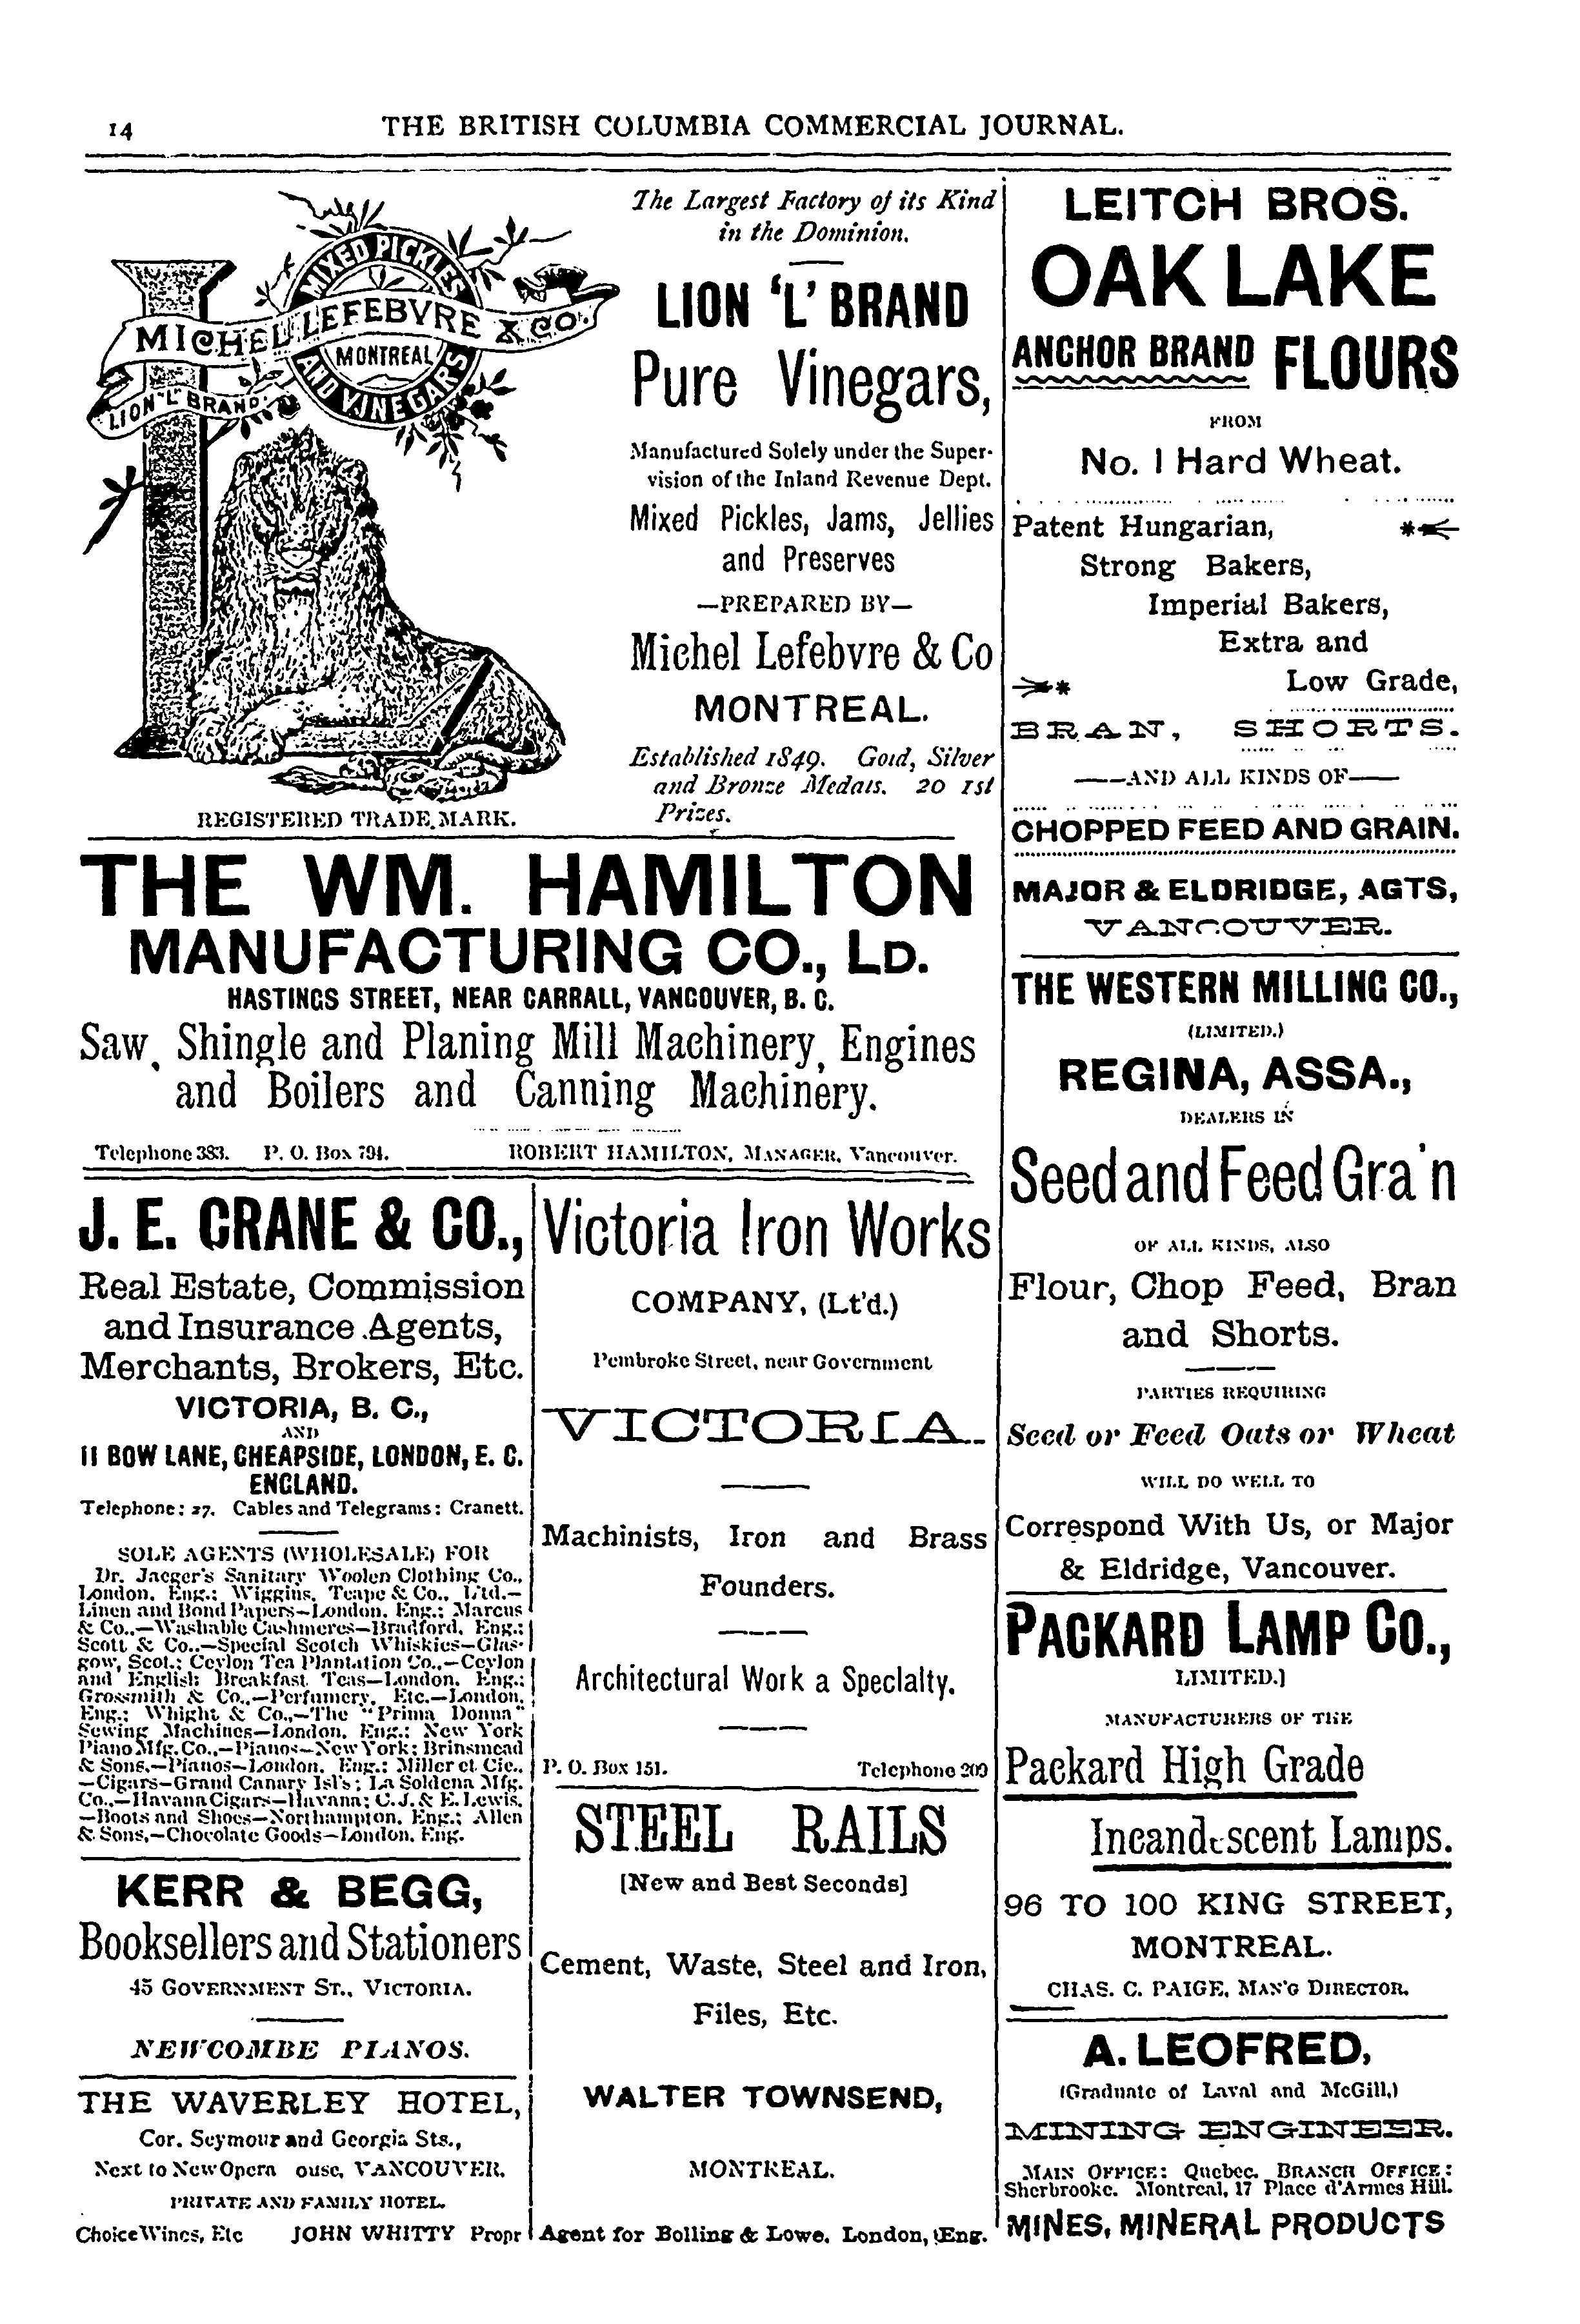 14
THE BRITISH COLUMBIA COMMERCIAL JOURNAL.
MIXED PICKLES
MICHEL LEFEBVRE & CO.
MONTREAL
AND VINEGARS
LION "L" BRAND.
REGISTERED TRADE MARK.
The Largest Factory of its Kind
in the Dominion.
LION 'L' BRAND
Pure Vinegars,
Manufactured Solely under the Super-
vision of the Inland Revenue Dept.
Mixed Pickles, Jams, Jellies
and Preserves
—PREPARED BY—
Michel Lefebvre & Co
MONTREAL.
Established 1849. Gold, Silver
and Bronze Medals. 20 1st
Prizes.
THE WM. HAMILTON
MANUFACTURING CO., LD.
HASTINGS STREET, NEAR CARRALL, VANCOUVER, B. C.
Saw, Shingle and Planing Mill Machinery, Engines
and Boilers and Canning Machinery.
Telephone 383. P. O. Box 794. ROBERT HAMILTON, MANAGER, Vancouver.
J. E. CRANE & CO.,
Real Estate, Commission
and Insurance Agents,
Merchants, Brokers, Etc.
VICTORIA, B. C.,
AND
11 BOW LANE, CHEAPSIDE, LONDON, E. C.
ENGLAND.
Telephone: 27. Cables and Telegrams: Cranett.
SOLE AGENTS (WHOLESALE) FOR
Dr. Jaeger's Sanitary Woolen Clothing Co.,
London, Eng.; Wiggins, Teape & Co., L'td.—
Linen and Bond Papers—London, Eng.; Marcus
& Co.,—Washable Cashmeres—Bradford, Eng.;
Scott & Co.,—Special Scotch Whiskies—Glas-
gow, Scot.; Ceylon Tea Plantation Co.,—Ceylon
and English Breakfast Teas—London, Eng.;
Grossmith & Co.,—Perfumery, Etc.—London,
Eng.; Whight & Co.,—The "Prima Donna"
Sewing Machines—London, Eng.; New York
Piano Mfg. Co.,—Pianos—New York; Brinsmead
& Sons,—Pianos—London, Eng.; Miller et Cie.,
—Cigars—Grand Canary Isl's; La Soldena Mfg.
Co.,—Havana Cigars—Havana; C. J. & E. Lewis,
—Boots and Shoes—Northampton, Eng.; Allen
& Sons,—Chocolate Goods—London, Eng.
KERR & BEGG,
Booksellers and Stationers
45 GOVERNMENT ST., VICTORIA.
NEWCOMBE PIANOS.
THE WAVERLEY HOTEL,
Cor. Seymour and Georgia Sts.,
Next to New Opera ouse, VANCOUVER.
PRIVATE AND FAMILY HOTEL.
Choice Wines, Etc JOHN WHITTY Propr
Victoria Iron Works
COMPANY, (Lt'd.)
Pembroke Street, near Government
VICTORIA.
Machinists, Iron and Brass
Founders.
Architectural Work a Specialty.
P. O. Box 151. Telephone 200
STEEL RAILS
[New and Best Seconds]
Cement, Waste, Steel and Iron,
Files, Etc.
WALTER TOWNSEND,
MONTREAL.
Agent for Bolling & Lowe, London, Eng.
LEITCH BROS.
OAK LAKE
ANCHOR BRAND FLOURS
FROM
No. 1 Hard Wheat.
Patent Hungarian,
Strong Bakers,
Imperial Bakers,
Extra and
Low Grade,
BRAN, SHORTS.
—AND ALL KINDS OF—
CHOPPED FEED AND GRAIN.
MAJOR & ELDRIDGE, AGTS,
VANCOUVER.
THE WESTERN MILLING CO.,
(LIMITED.)
REGINA, ASSA.,
DEALERS IN
Seed and Feed Gra'n
OF ALL KINDS, ALSO
Flour, Chop Feed, Bran
and Shorts.
PARTIES REQUIRING
Seed or Feed Oats or Wheat
WILL DO WELL TO
Correspond With Us, or Major
& Eldridge, Vancouver.
PACKARD LAMP CO.,
LIMITED.]
MANUFACTURERS OF THE
Packard High Grade
Incandescent Lamps.
96 TO 100 KING STREET,
MONTREAL.
CHAS. C. PAIGE, MAN'G DIRECTOR.
A. LEOFRED,
(Graduate of Laval and McGill,)
MINING ENGINEER.
MAIN OFFICE: Quebec. BRANCH OFFICE:
Sherbrooke. Montreal, 17 Place d'Armes Hill.
MINES, MINERAL PRODUCTS